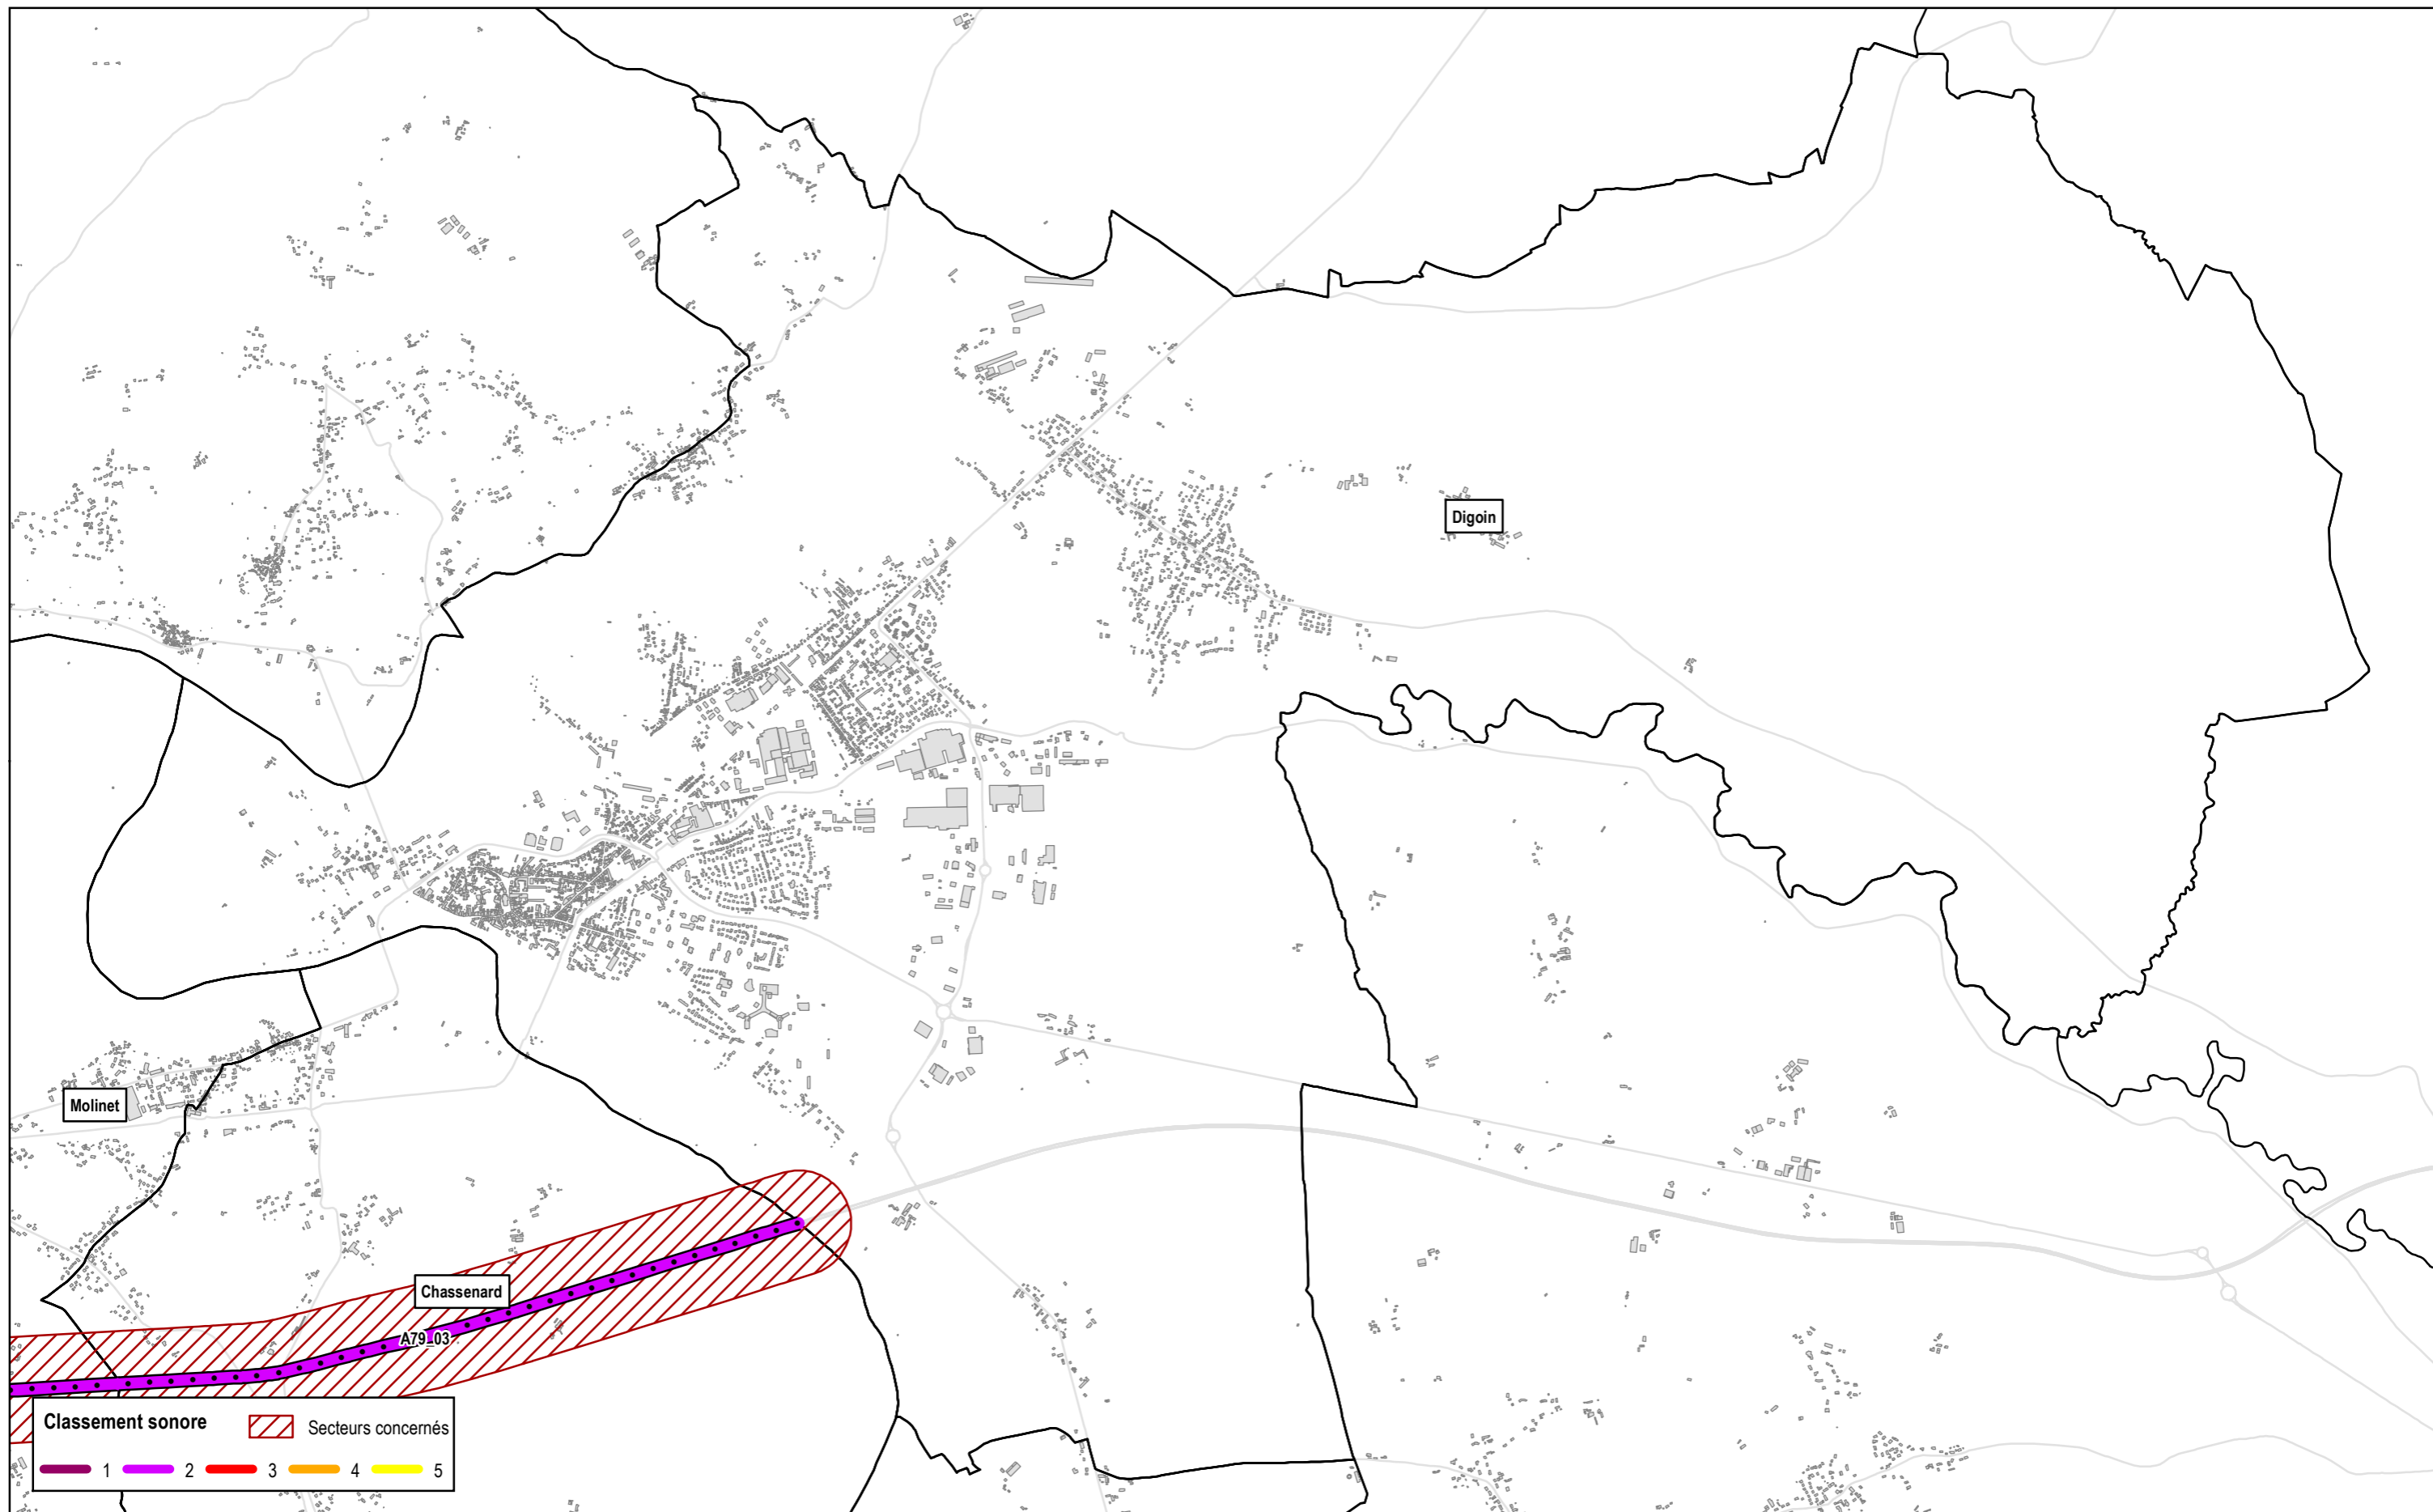 Digoin
Molinet
Chassenard
A79_03
Classement sonore
Secteurs concernés
1 2 3 4 5